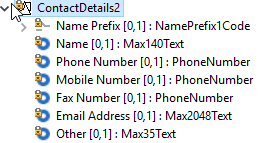 ContactDetails2
Name Prefix [0,1] : NamePrefix1Code
Name [0,1] : Max140Text
Phone Number [0,1] : PhoneNumber
Mobile Number [0,1] : PhoneNumber
Fax Number [0,1] : PhoneNumber
Email Address [0,1] : Max2048Text
Other [0,1] : Max35Text